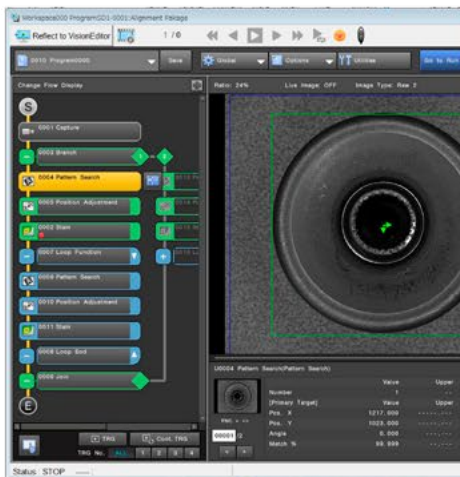 Workspace000 ProgramSD1-0001:Alignment Pakage
Reflect to VisionEditor
1 / 6
0010 Program0000
Save
Global
Options
Utilities
Go to Run
Change Flow Display
Ratio: 24%
Live Image: OFF
Image Type: Raw 2
S
0001 Capture
0003 Branch
1
2
0004 Pattern Search
0005 Position Adjustment
0002 Stain
0007 Loop Function
0009 Pattern Search
0010 Position Adjustment
0011 Stain
0008 Loop End
0006 Join
E
U0004 Pattern Search(Pattern Search)
Value
Upper
Number
1
[Primary Target]
Value
Upper
Pos. X
1217.000
Pos. Y
1023.000
Angle
0.000
Match %
99.999
00001
TRG
Cont. TRG
TRG No.
ALL
1
2
3
4
Status
STOP